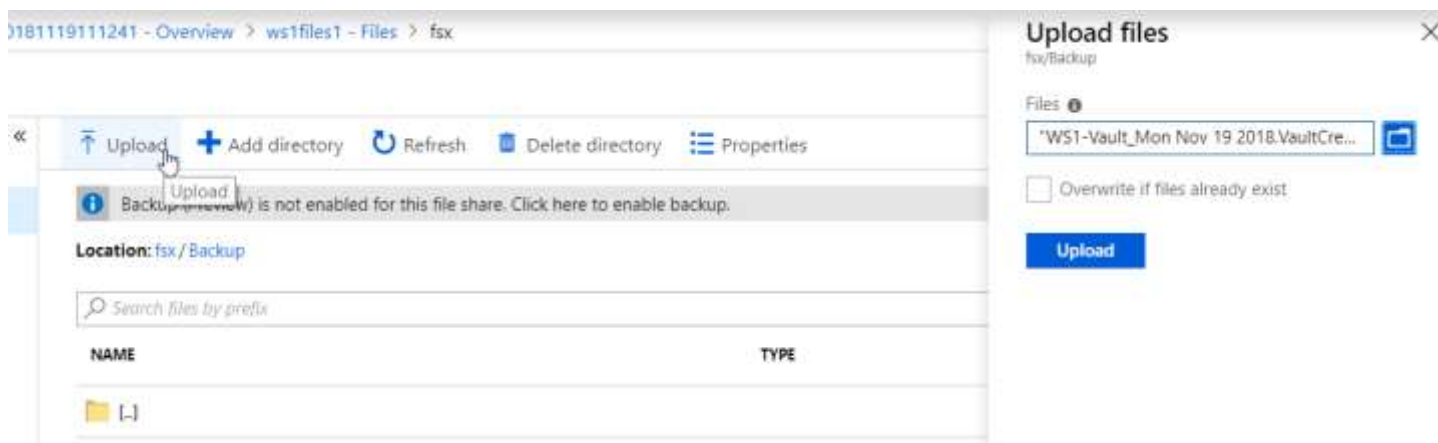 0181119111241 - Overview > ws1files1 - Files > fsx
« Upload Add directory Refresh Delete directory Properties
Upload
Backup (Preview) is not enabled for this file share. Click here to enable backup.
Location: fsx / Backup
Search files by prefix
NAME TYPE
[..]
Upload files
fsx/Backup
Files
"WS1-Vault_Mon Nov 19 2018.VaultCre...
Overwrite if files already exist
Upload